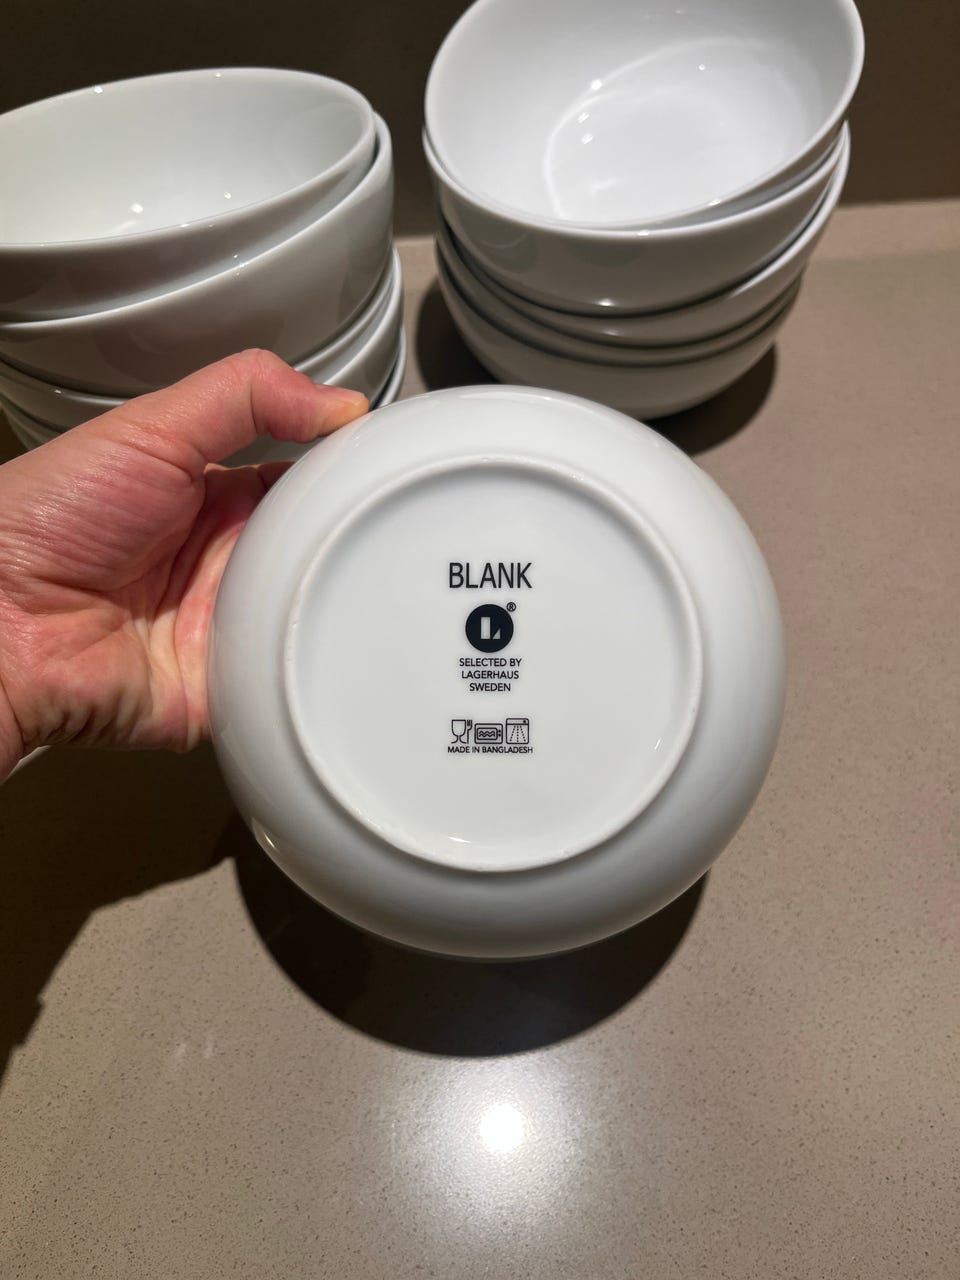 BLANK
L®
SELECTED BY
LAGERHAUS
SWEDEN
MADE IN BANGLADESH